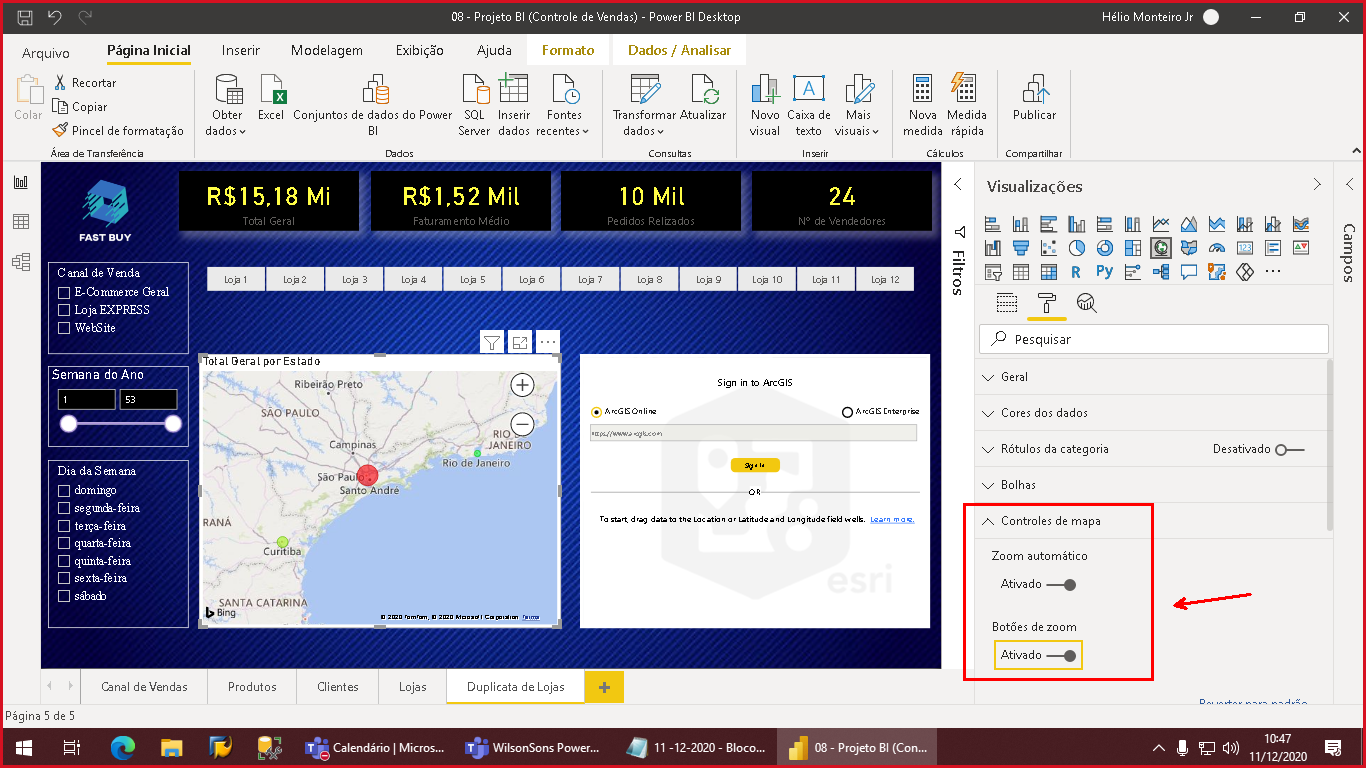 08 - Projeto BI (Controle de Vendas) - Power BI Desktop
Hélio Monteiro Jr
Arquivo
Página Inicial
Inserir
Modelagem
Exibição
Ajuda
Formato
Dados / Analisar
Colar
Recortar
Copiar
Pincel de formatação
Área de Transferência
Obter
dados
Excel
Conjuntos de dados do Power
BI
SQL
Server
Inserir
dados
Fontes
recentes
Dados
Transformar
dados
Atualizar
Consultas
Novo
visual
Caixa de
texto
Mais
visuais
Inserir
Nova
medida
Medida
rápida
Cálculos
Publicar
Compartilhar
FAST BUY
R$15,18 Mi
Total Geral
R$1,52 Mil
Faturamento Médio
10 Mil
Pedidos Relizados
24
Nº de Vendedores
Canal de Venda
E-Commerce Geral
Loja EXPRESS
WebSite
Loja 1
Loja 2
Loja 3
Loja 4
Loja 5
Loja 6
Loja 7
Loja 8
Loja 9
Loja 10
Loja 11
Loja 12
Semana do Ano
1
53
Dia da Semana
domingo
segunda-feira
terça-feira
quarta-feira
quinta-feira
sexta-feira
sábado
Total Geral por Estado
Ribeirão Preto
SÃO PAULO
Campinas
RIO DE
JANEIRO
Rio de Janeiro
São Paulo
Santo André
RANÁ
Curitiba
SANTA CATARINA
Bing
© 2020 TomTom, © 2020 Microsoft Corporation Terms
Sign in to ArcGIS
ArcGIS Online
ArcGIS Enterprise
https://www.arcgis.com
Sign In
OR
To start, drag data to the Location or Latitude and Longitude field wells. Learn more.
esri
Filtros
Visualizações
R
Py
123
Pesquisar
Geral
Cores dos dados
Rótulos da categoria
Desativado
Bolhas
Controles de mapa
Zoom automático
Ativado
Botões de zoom
Ativado
Reverter para padrão
Campos
Canal de Vendas
Produtos
Clientes
Lojas
Duplicata de Lojas
Página 5 de 5
Calendário | Micros...
WilsonSons Power...
11 -12-2020 - Bloco...
08 - Projeto BI (Con...
10:47
11/12/2020